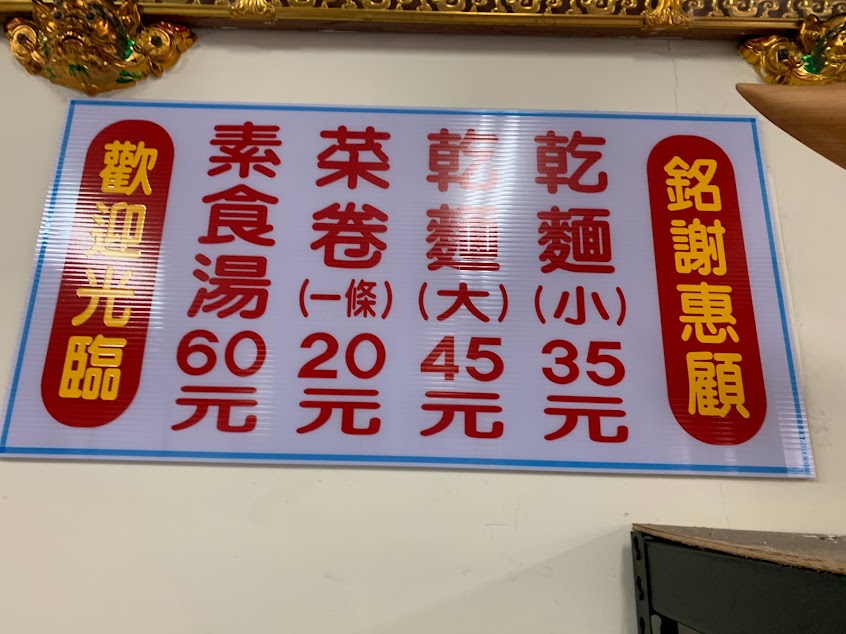 銘謝惠顧
乾麵(小)35元
乾麵(大)45元
菜卷(一條)20元
素食湯60元
歡迎光臨